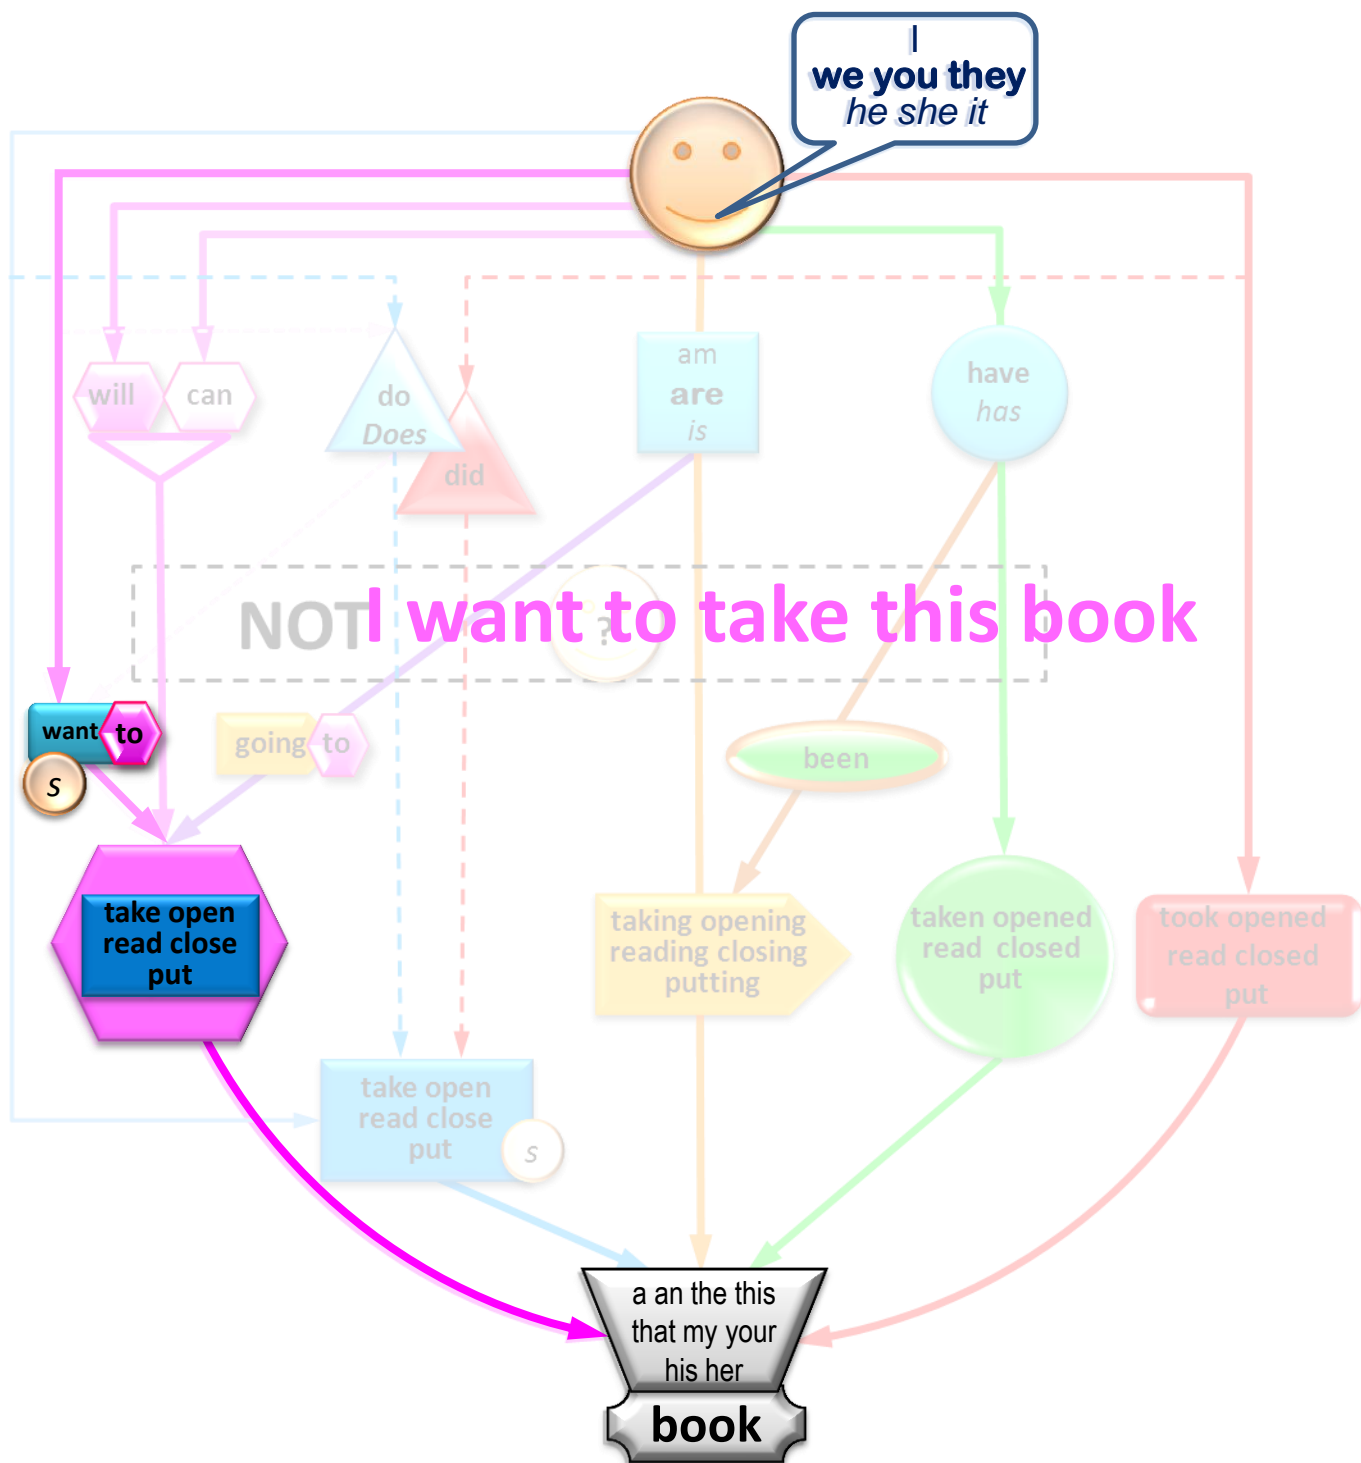 I
we you they
he she it
will
can
do
Does
did
am
are
is
have
has
NOT
?
I want to take this book
want to
s
going to
been
take open
read close
put
taking opening
reading closing
putting
taken opened
read closed
put
took opened
read closed
put
take open
read close
put
s
a an the this
that my your
his her
book